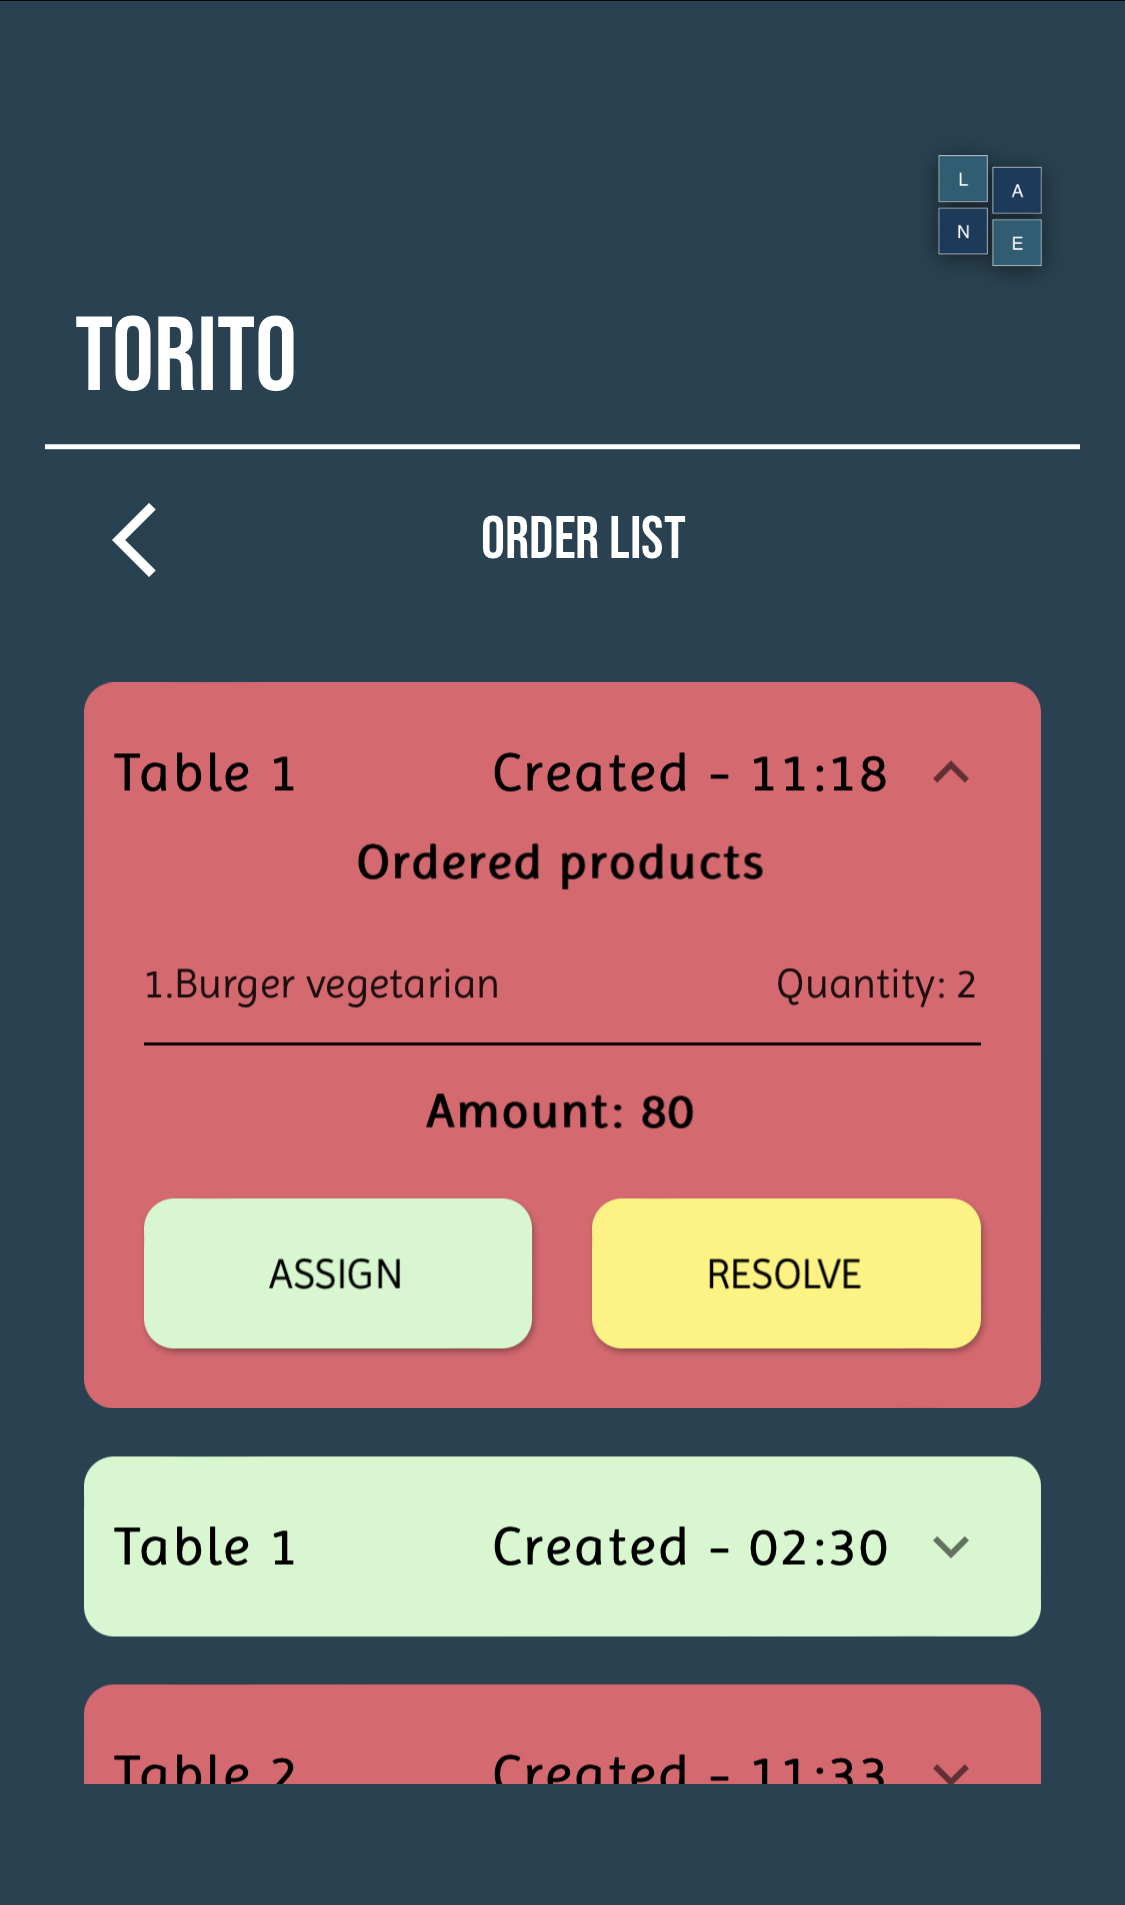 L A
N E
TORITO
ORDER LIST
Table 1 Created - 11:18
Ordered products
1.Burger vegetarian Quantity: 2
Amount: 80
ASSIGN RESOLVE
Table 1 Created - 02:30
Table 2 Created - 11:33